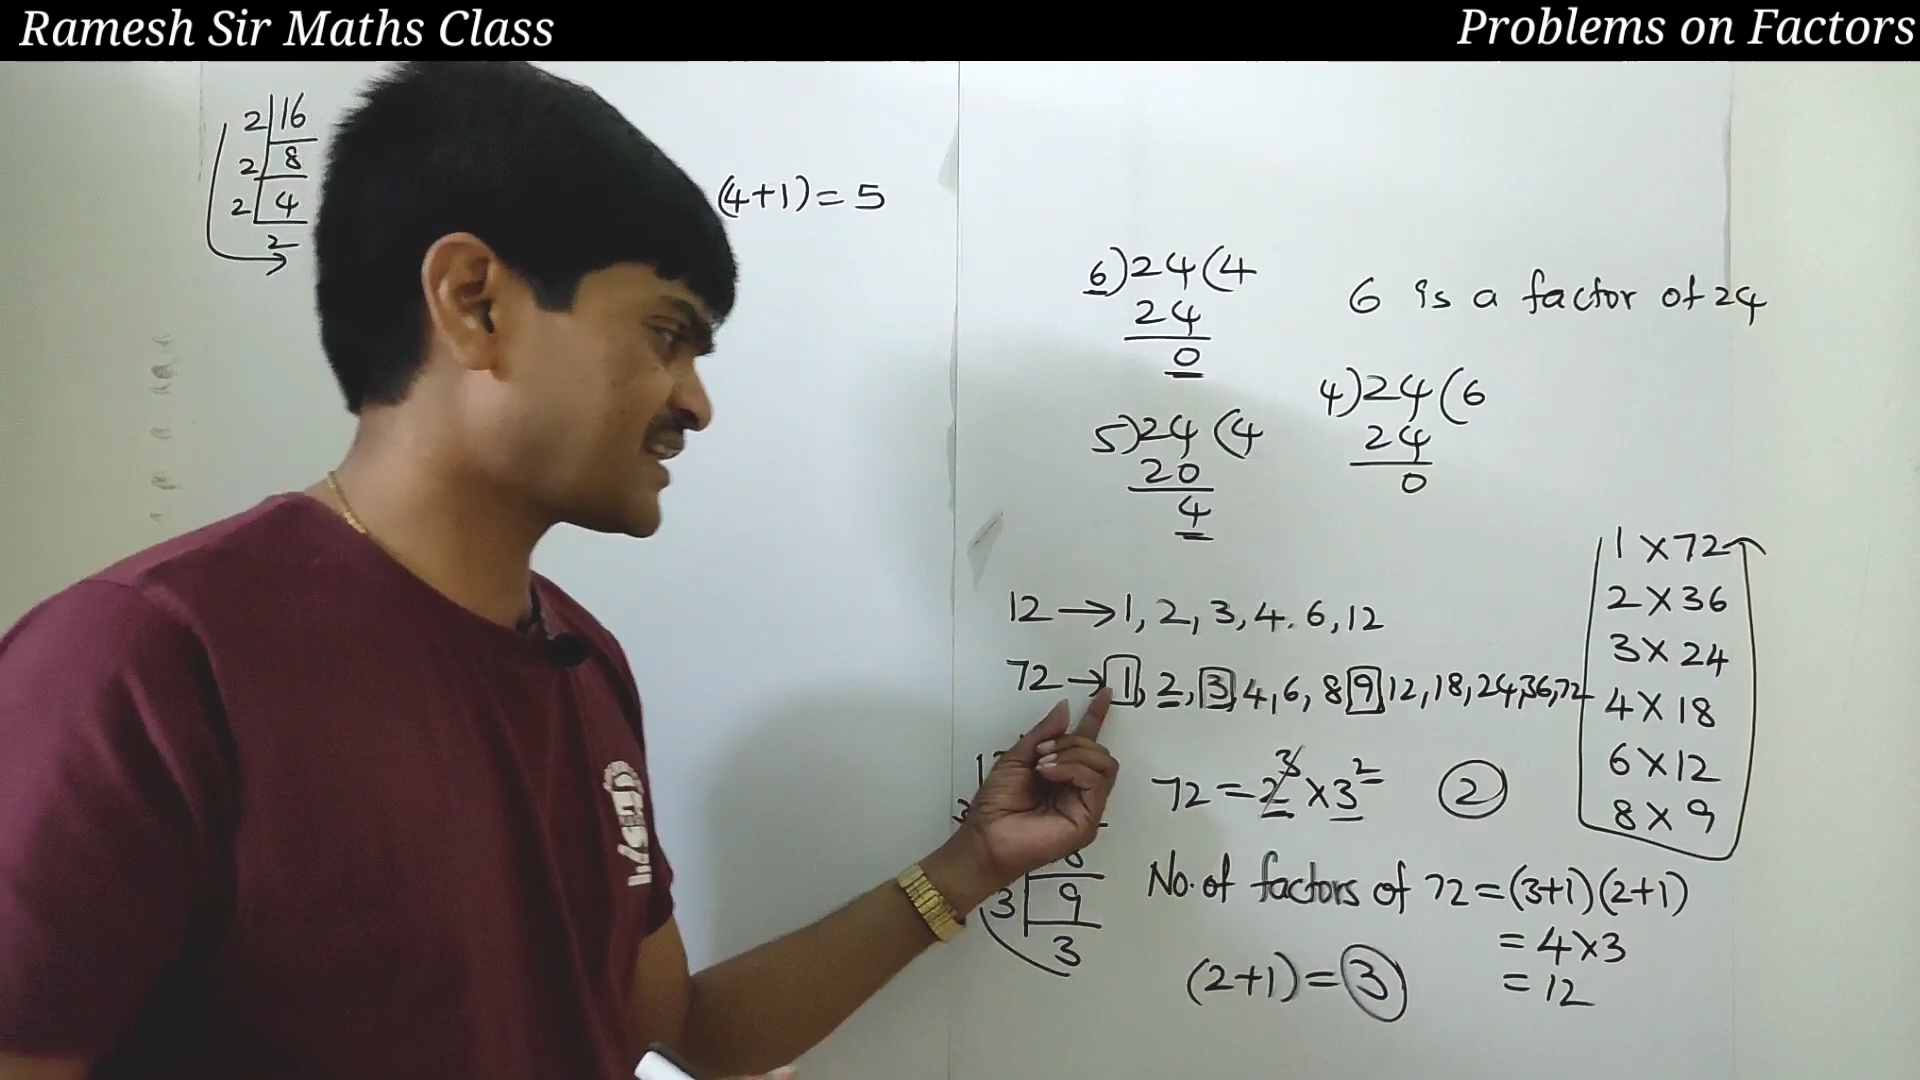 Ramesh Sir Maths Class
Problems on Factors
2 | 16
2 | 8
2 | 4
2
(4+1) = 5
6)24(4
24
0
6 is a factor of 24
4)24(6
24
0
5)24(4
20
4
12 → 1, 2, 3, 4, 6, 12
72 → 1, 2, 3, 4, 6, 8, 9, 12, 18, 24, 36, 72
1 × 72
2 × 36
3 × 24
4 × 18
6 × 12
8 × 9
72 = 2³ × 3²
2
3 | 9
3
No. of factors of 72 = (3+1)(2+1)
= 4×3
= 12
(2+1) = 3